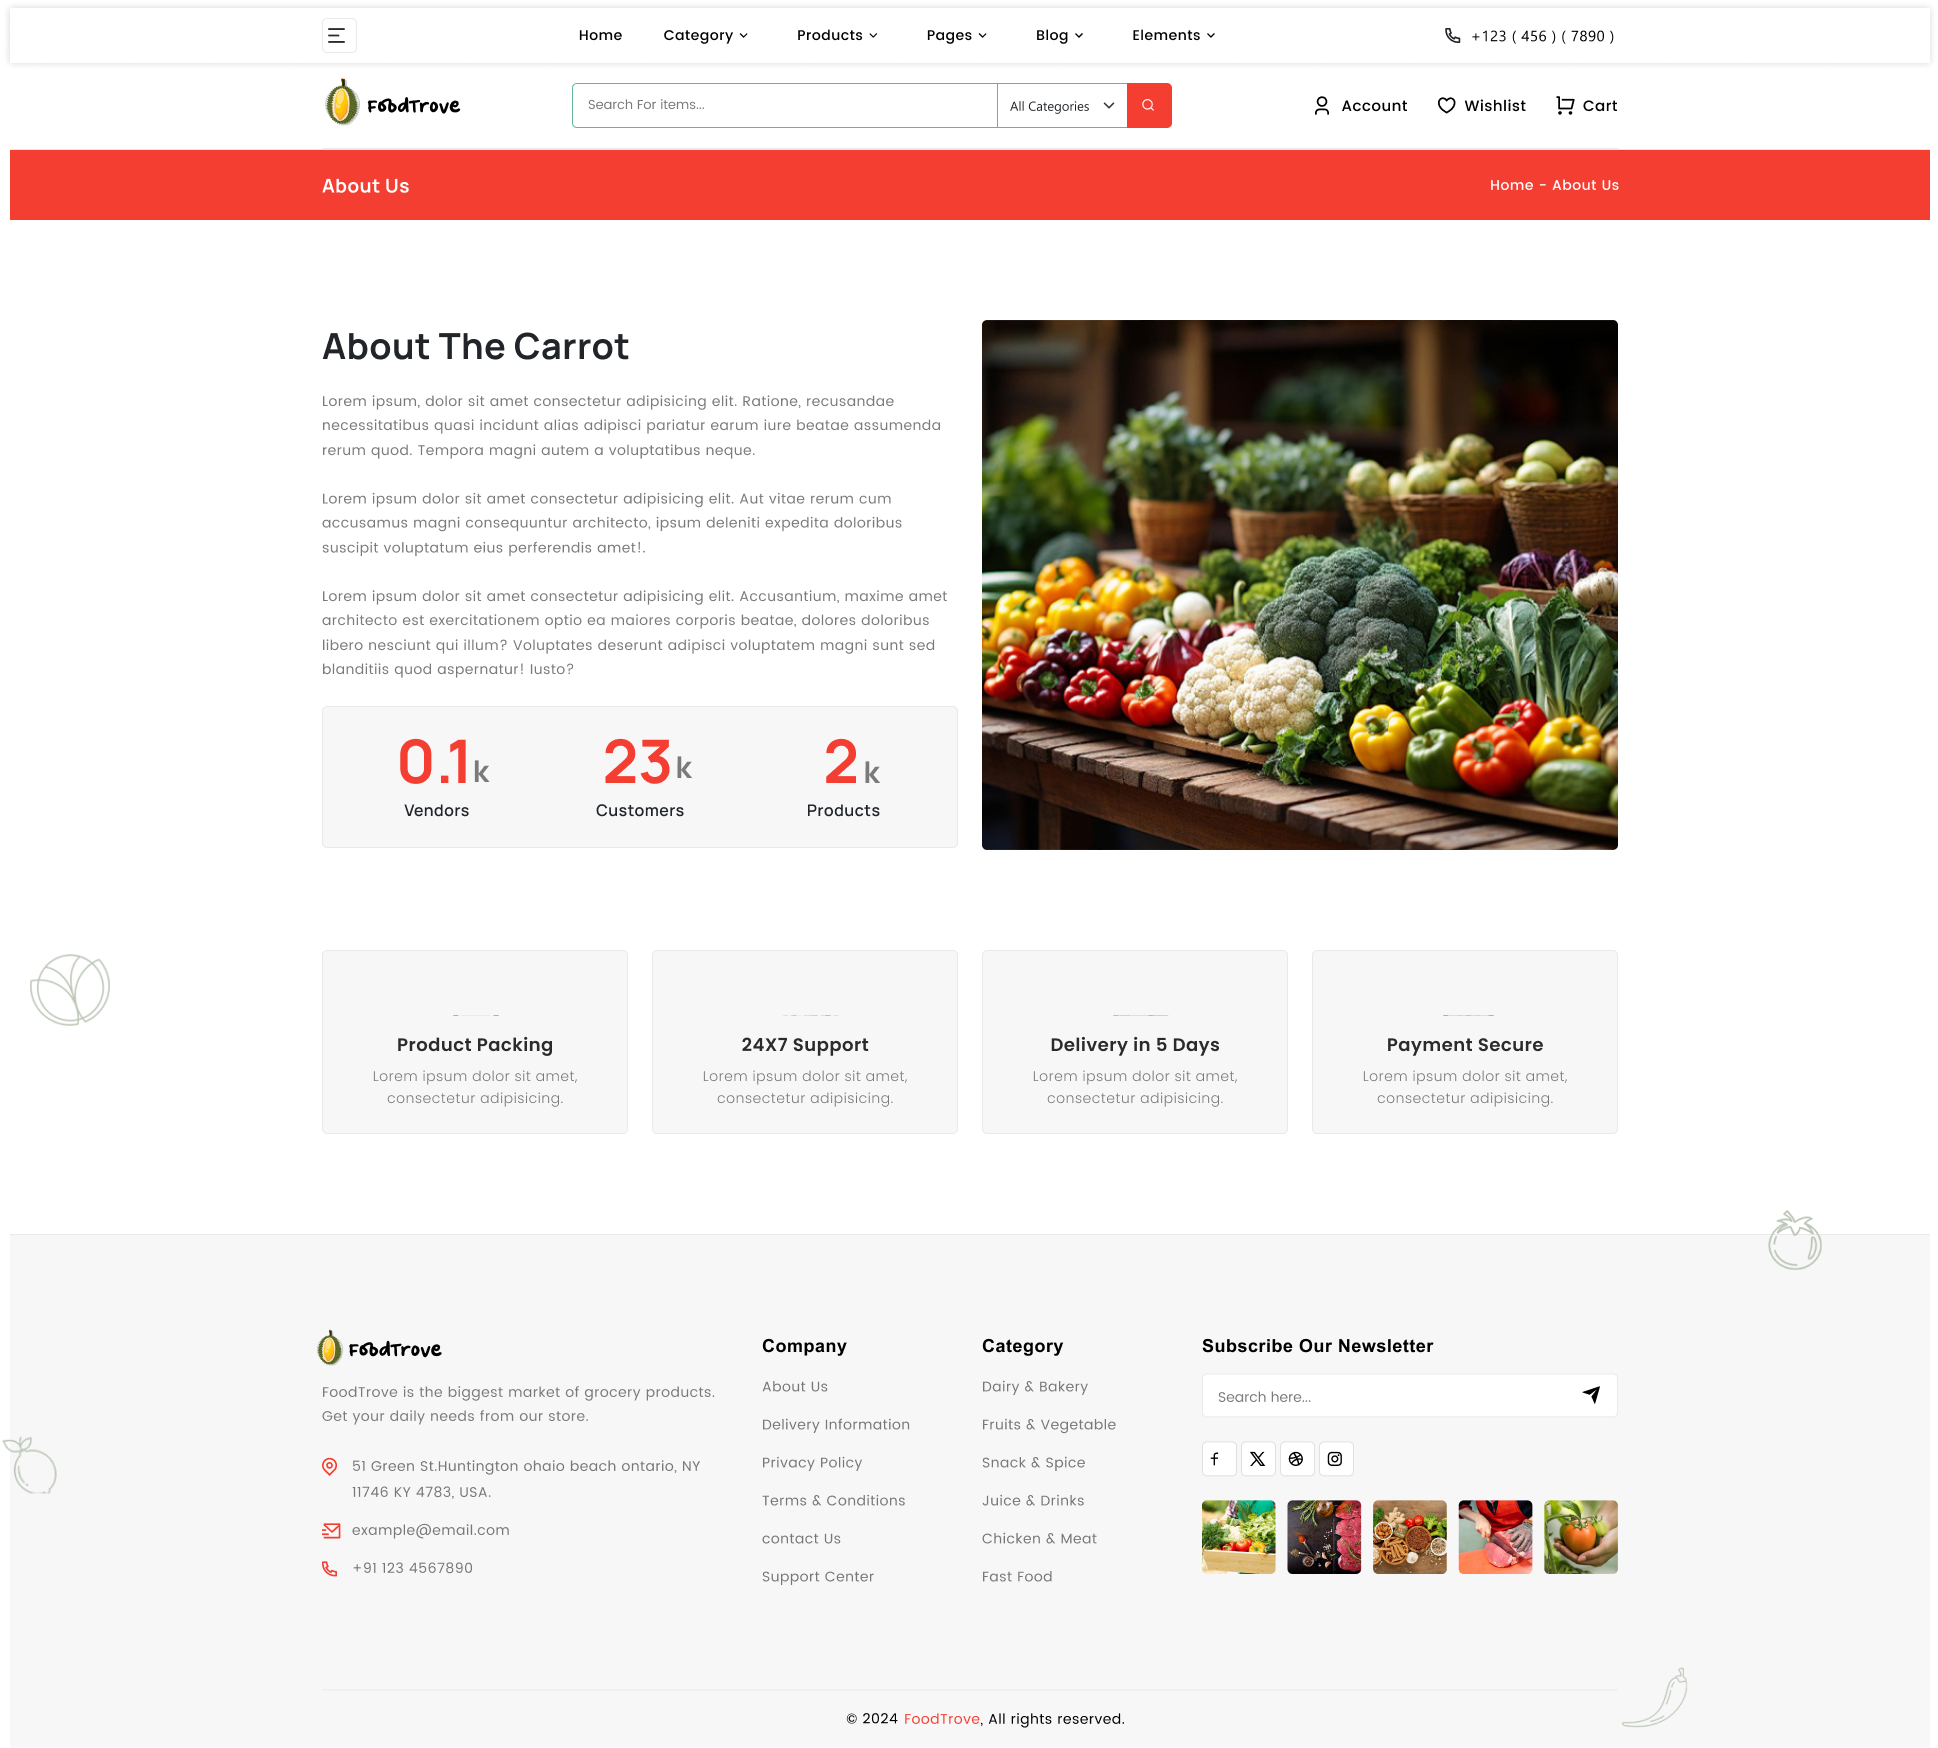 Home Category Products Pages Blog Elements +123 ( 456 ) ( 7890 )
FoodTrove Search For items... All Categories Account Wishlist Cart
About Us Home - About Us
About The Carrot
Lorem ipsum, dolor sit amet consectetur adipisicing elit. Ratione, recusandae
necessitatibus quasi incidunt alias adipisci pariatur earum iure beatae assumenda
rerum quod. Tempora magni autem a voluptatibus neque.
Lorem ipsum dolor sit amet consectetur adipisicing elit. Aut vitae rerum cum
accusamus magni consequuntur architecto, ipsum deleniti expedita doloribus
suscipit voluptatum eius perferendis amet!.
Lorem ipsum dolor sit amet consectetur adipisicing elit. Accusantium, maxime amet
architecto est exercitationem optio ea maiores corporis beatae, dolores doloribus
libero nesciunt qui illum? Voluptates deserunt adipisci voluptatem magni sunt sed
blanditiis quod aspernatur! Iusto?
0.1k 23k 2k
Vendors Customers Products
Product Packing
Lorem ipsum dolor sit amet,
consectetur adipisicing.
24X7 Support
Lorem ipsum dolor sit amet,
consectetur adipisicing.
Delivery in 5 Days
Lorem ipsum dolor sit amet,
consectetur adipisicing.
Payment Secure
Lorem ipsum dolor sit amet,
consectetur adipisicing.
FoodTrove
FoodTrove is the biggest market of grocery products.
Get your daily needs from our store.
51 Green St.Huntington ohaio beach ontario, NY
11746 KY 4783, USA.
example@email.com
+91 123 4567890
Company
About Us
Delivery Information
Privacy Policy
Terms & Conditions
contact Us
Support Center
Category
Dairy & Bakery
Fruits & Vegetable
Snack & Spice
Juice & Drinks
Chicken & Meat
Fast Food
Subscribe Our Newsletter
Search here...
© 2024 FoodTrove, All rights reserved.